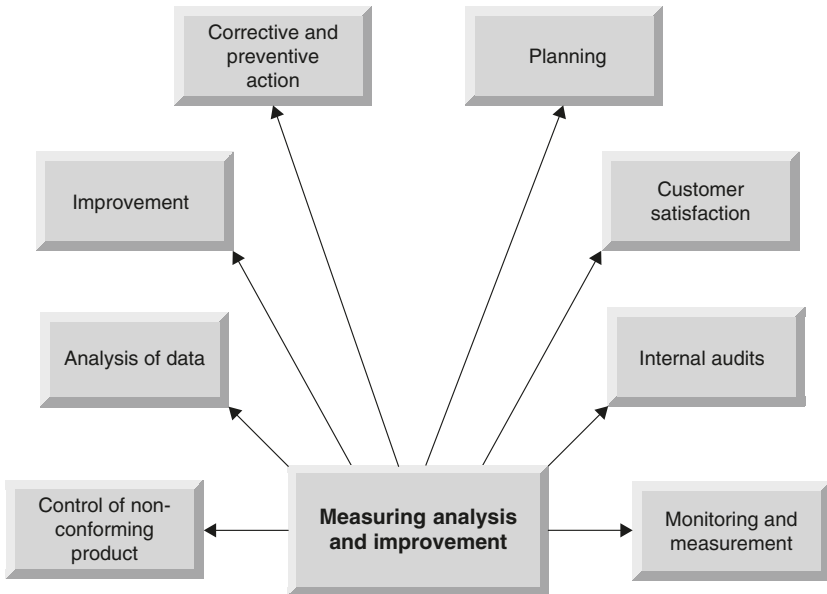 Corrective and
preventive
action
Planning
Improvement
Customer
satisfaction
Analysis of data
Internal audits
Control of non-
conforming
product
Measuring analysis
and improvement
Monitoring and
measurement